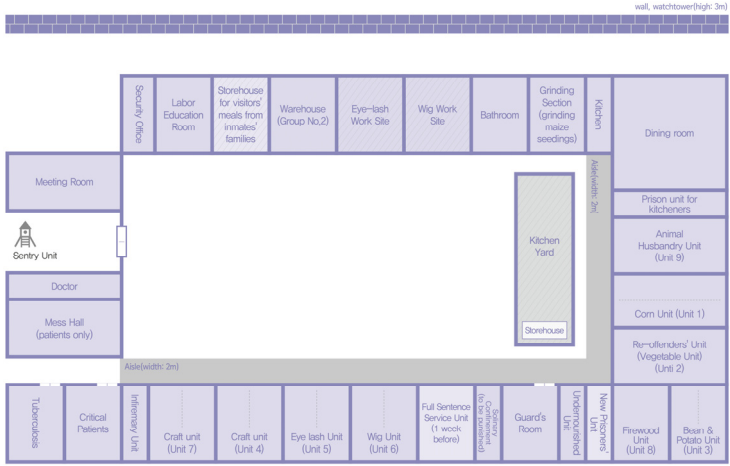 wall, watchtower(high: 3m)
Security Office
Labor
Education
Room
Storehouse
for visitors'
meals from
inmates'
families
Warehouse
(Group No,2)
Eye-lash
Work Site
Wig Work
Site
Bathroom
Grinding
Section
(grinding
maize
seedings)
Kitchen
Dining room
Meeting Room
Aisle(width: 2m)
Prison unit for
kitcheners
Sentry Unit
Kitchen
Yard
Animal
Husbandry Unit
(Unit 9)
Doctor
Corn Unit (Unit 1)
Mess Hall
(patients only)
Storehouse
Re-offenders' Unit
(Vegetable Unit)
(Unti 2)
Aisle(width: 2m)
Tuberculosis
Critical
Patients
Infiremary Unit
Craft unit
(Unit 7)
Craft unit
(Unit 4)
Eye lash Unit
(Unit 5)
Wig Unit
(Unit 6)
Full Sentence
Service Unit
(1 week
before)
Solinary
Confinement
(to be punished)
Guard's
Room
Undernourished
Unit
New Prisoners'
Unit
Firewood
Unit
(Unit 8)
Bean &
Potato Unit
(Unit 3)